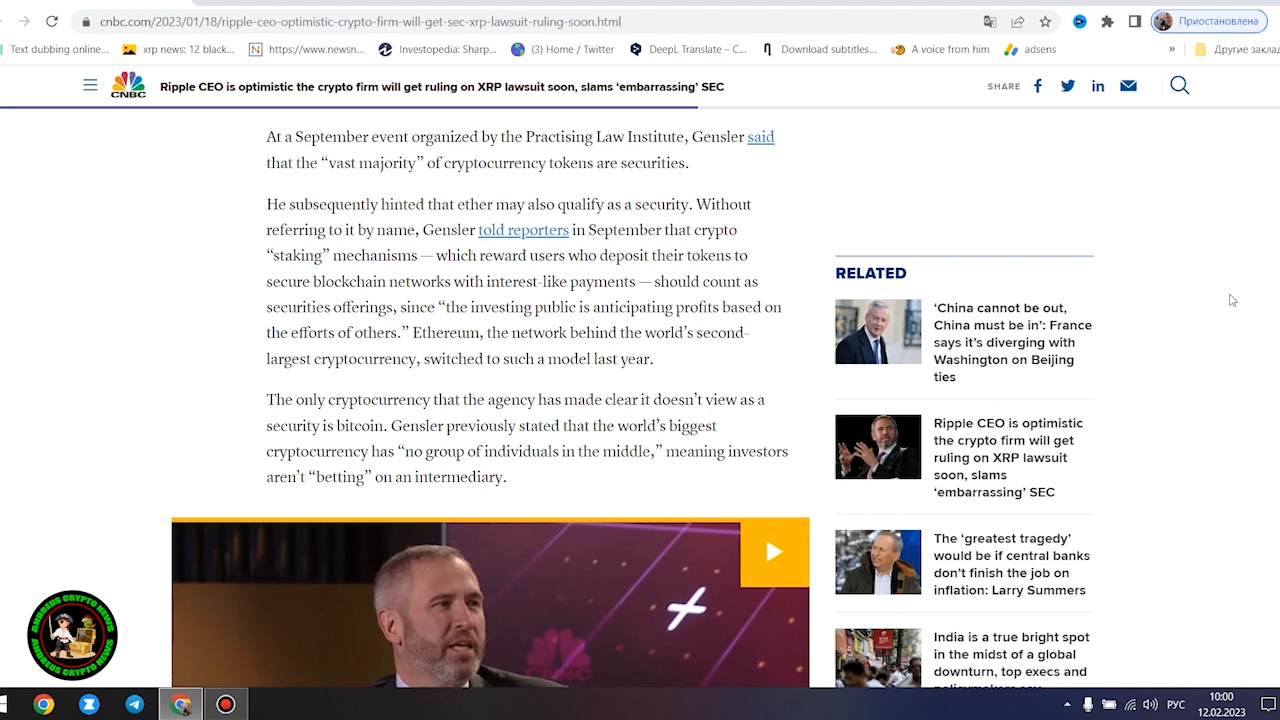 cnbc.com/2023/01/18/ripple-ceo-optimistic-crypto-firm-will-get-sec-xrp-lawsuit-ruling-soon.html
Приостановлена
Text dubbing online...
xrp news: 12 black...
https://www.newsn...
Investopedia: Sharp...
(3) Home / Twitter
DeepL Translate – C...
Download subtitles...
A voice from him
adsens
»
Другие закла
CNBC
Ripple CEO is optimistic the crypto firm will get ruling on XRP lawsuit soon, slams ‘embarrassing’ SEC
SHARE
At a September event organized by the Practising Law Institute, Gensler said
that the “vast majority” of cryptocurrency tokens are securities.
He subsequently hinted that ether may also qualify as a security. Without
referring to it by name, Gensler told reporters in September that crypto
“staking” mechanisms — which reward users who deposit their tokens to
secure blockchain networks with interest-like payments — should count as
securities offerings, since “the investing public is anticipating profits based on
the efforts of others.” Ethereum, the network behind the world’s second-
largest cryptocurrency, switched to such a model last year.
The only cryptocurrency that the agency has made clear it doesn’t view as a
security is bitcoin. Gensler previously stated that the world’s biggest
cryptocurrency has “no group of individuals in the middle,” meaning investors
aren’t “betting” on an intermediary.
RELATED
‘China cannot be out,
China must be in’: France
says it’s diverging with
Washington on Beijing
ties
Ripple CEO is optimistic
the crypto firm will get
ruling on XRP lawsuit
soon, slams
‘embarrassing’ SEC
The ‘greatest tragedy’
would be if central banks
don’t finish the job on
inflation: Larry Summers
India is a true bright spot
in the midst of a global
downturn, top execs and
ANDREUS CRYPTO NEWS
ANDREUS CRYPTO NEWS
РУС
10:00
12.02.2023